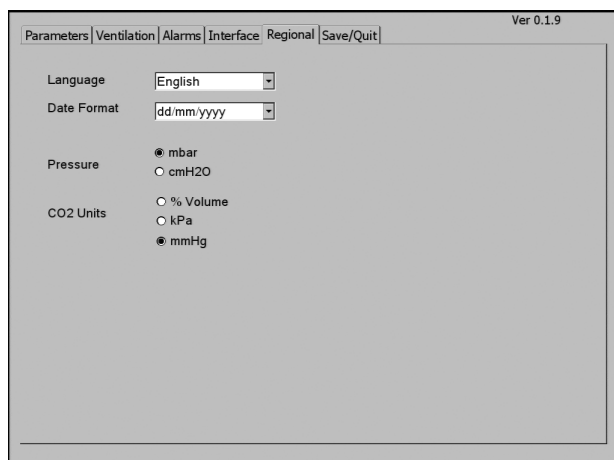 Ver 0.1.9
Parameters Ventilation Alarms Interface Regional Save/Quit
Language English
Date Format dd/mm/yyyy
mbar
Pressure
cmH2O
% Volume
CO2 Units
kPa
mmHg